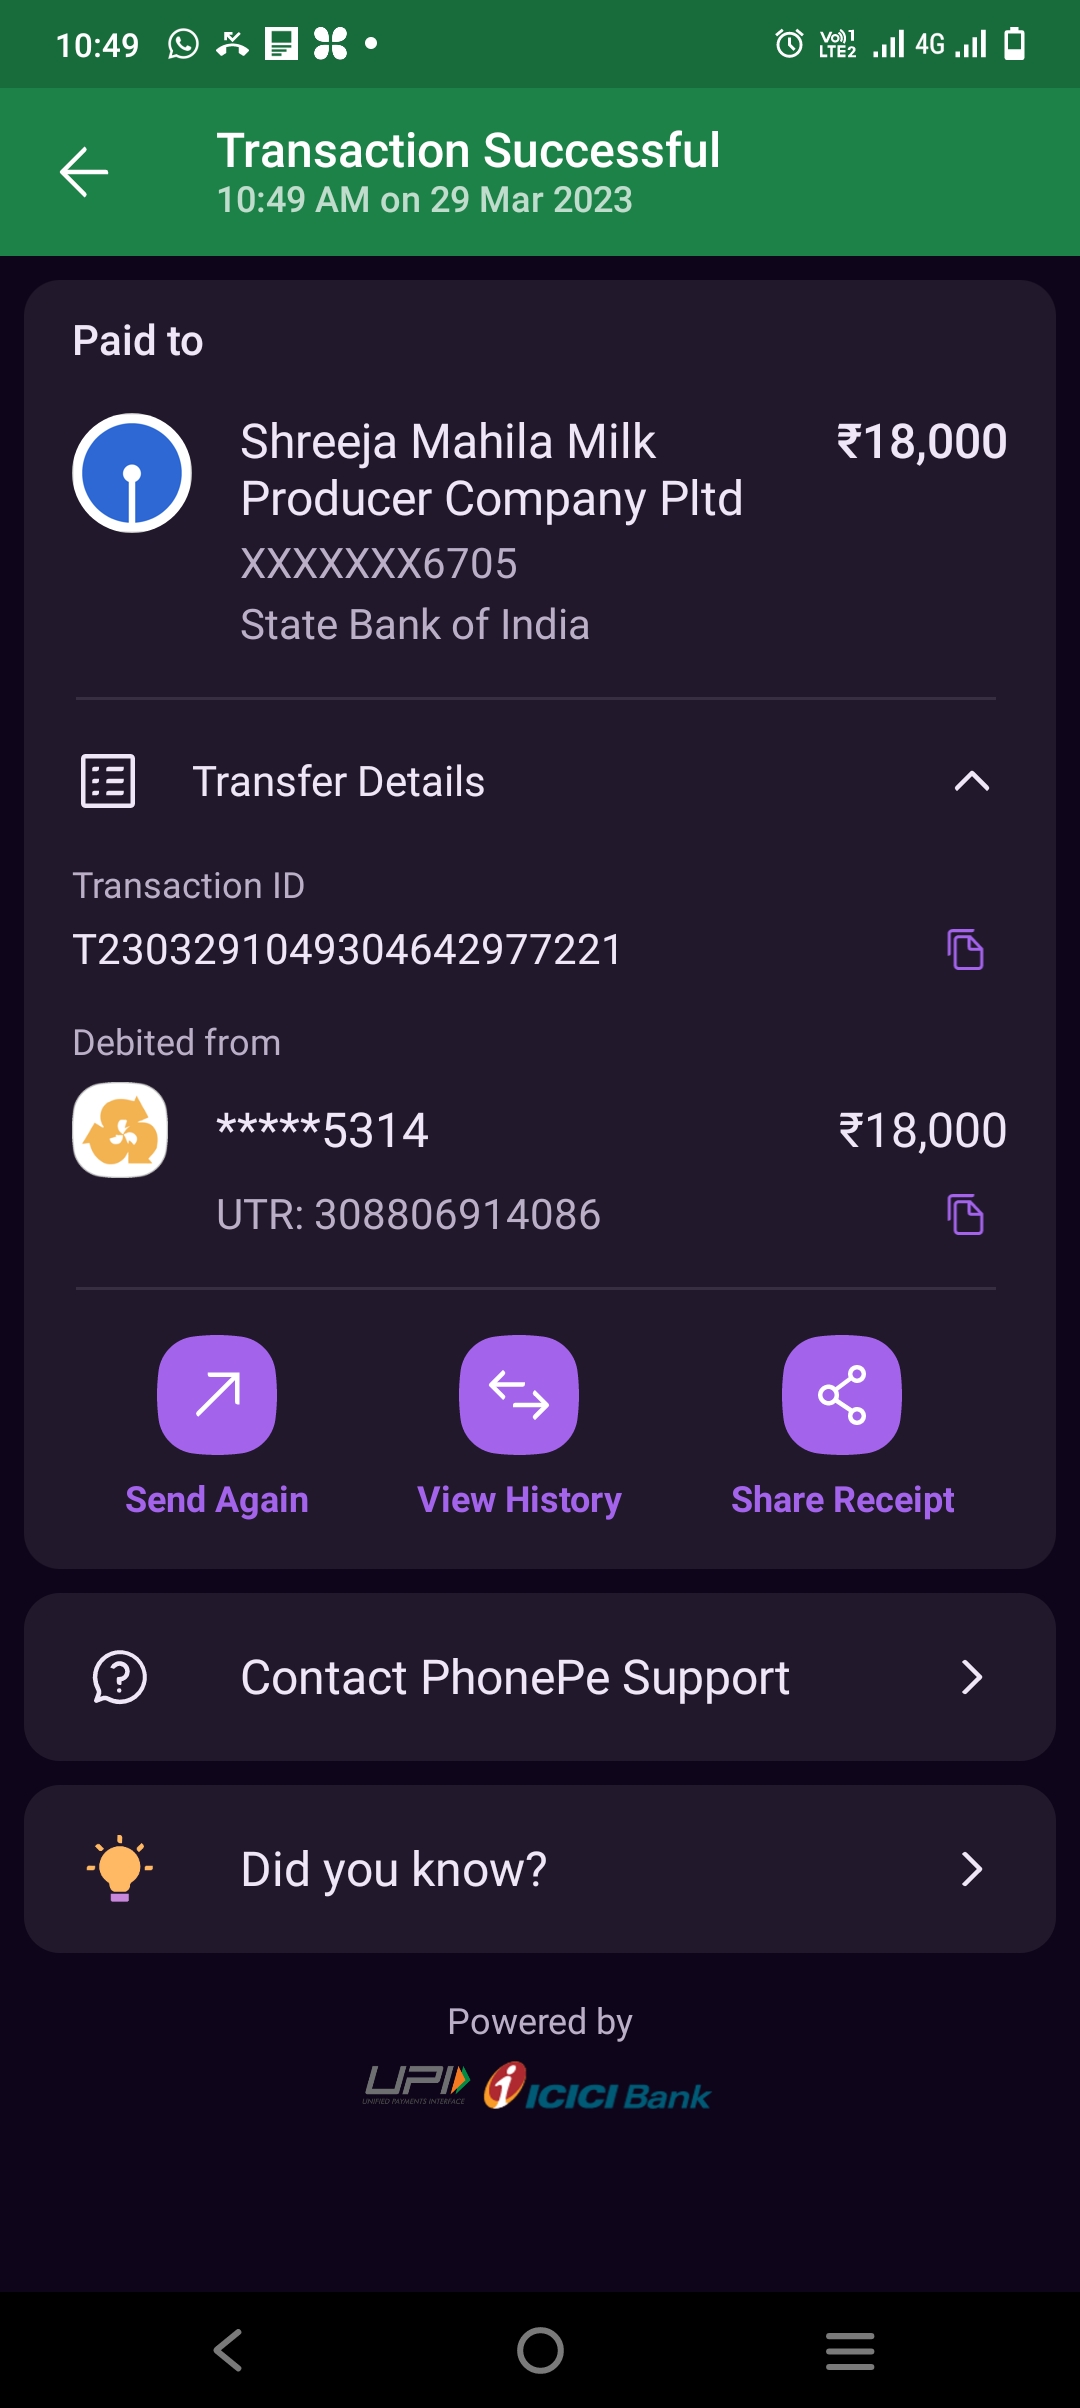 10:49
Vo))1
LTE2
4G
Transaction Successful
10:49 AM on 29 Mar 2023
Paid to
Shreeja Mahila Milk
Producer Company Pltd
₹18,000
XXXXXXX6705
State Bank of India
Transfer Details
Transaction ID
T2303291049304642977221
Debited from
*****5314
₹18,000
UTR: 308806914086
Send Again
View History
Share Receipt
Contact PhonePe Support
Did you know?
Powered by
UPI
UNIFIED PAYMENTS INTERFACE
ICICI Bank